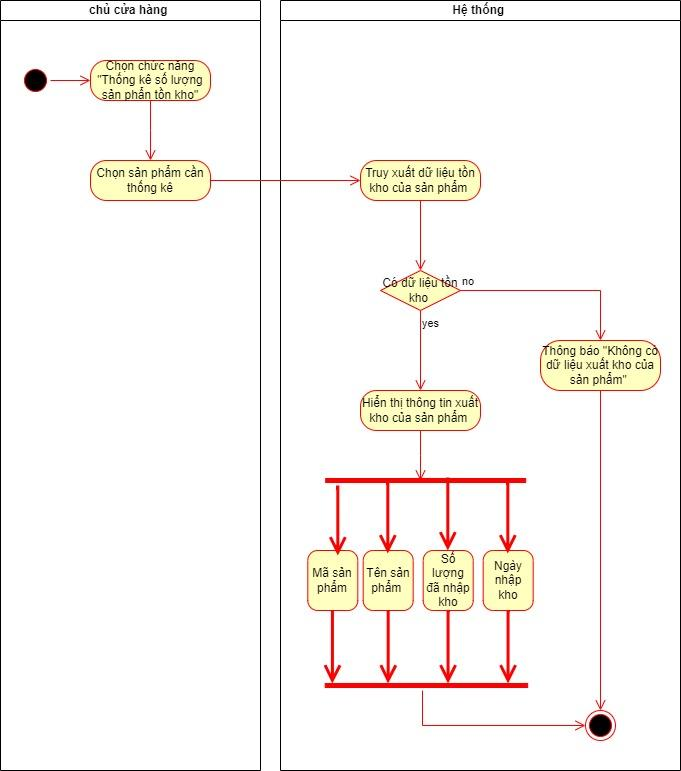 chủ cửa hàng
Hệ thống
Chọn chức năng
"Thống kê số lượng
sản phẩn tồn kho"
Chọn sản phẩm cần
thống kê
Truy xuất dữ liệu tồn
kho của sản phẩm
Có dữ liệu tồn
kho
no
yes
Thông báo "Không có
dữ liệu xuất kho của
sản phẩm"
Hiển thị thông tin xuất
kho của sản phẩm
Mã sản
phẩm
Tên sản
phẩm
Số
lượng
đã nhập
kho
Ngày
nhập
kho